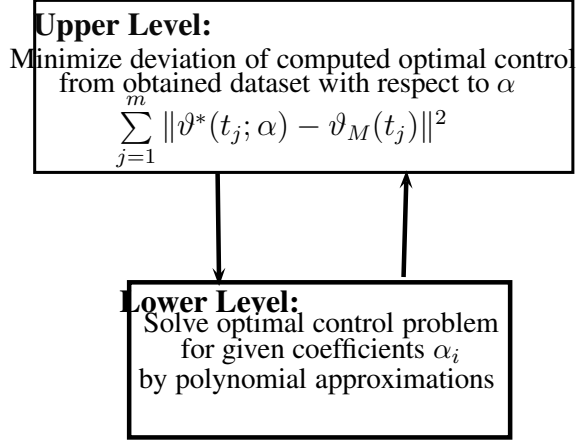 Upper Level:
Minimize deviation of computed optimal control
from obtained dataset with respect to α
m
∑ ‖ϑ*(t_j; α) − ϑ_M(t_j)‖²
j=1
Lower Level:
Solve optimal control problem
for given coefficients α_i
by polynomial approximations